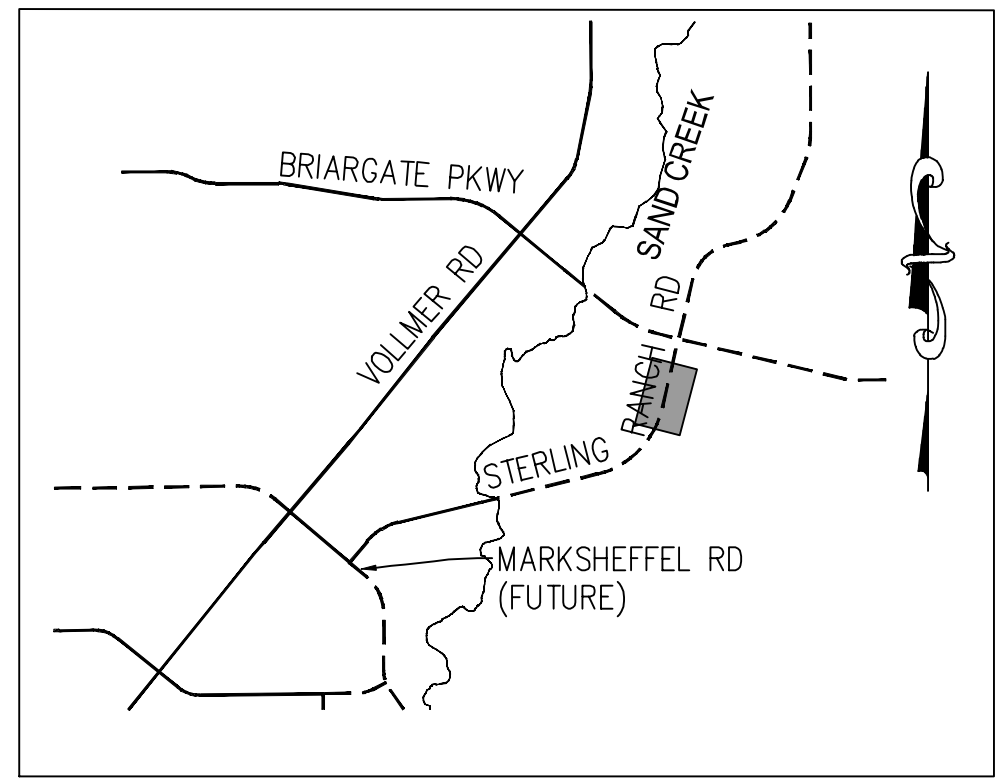 BRIARGATE PKWY
SAND CREEK
VOLLMER RD
STERLING RANCH RD
MARKSHEFFEL RD
(FUTURE)